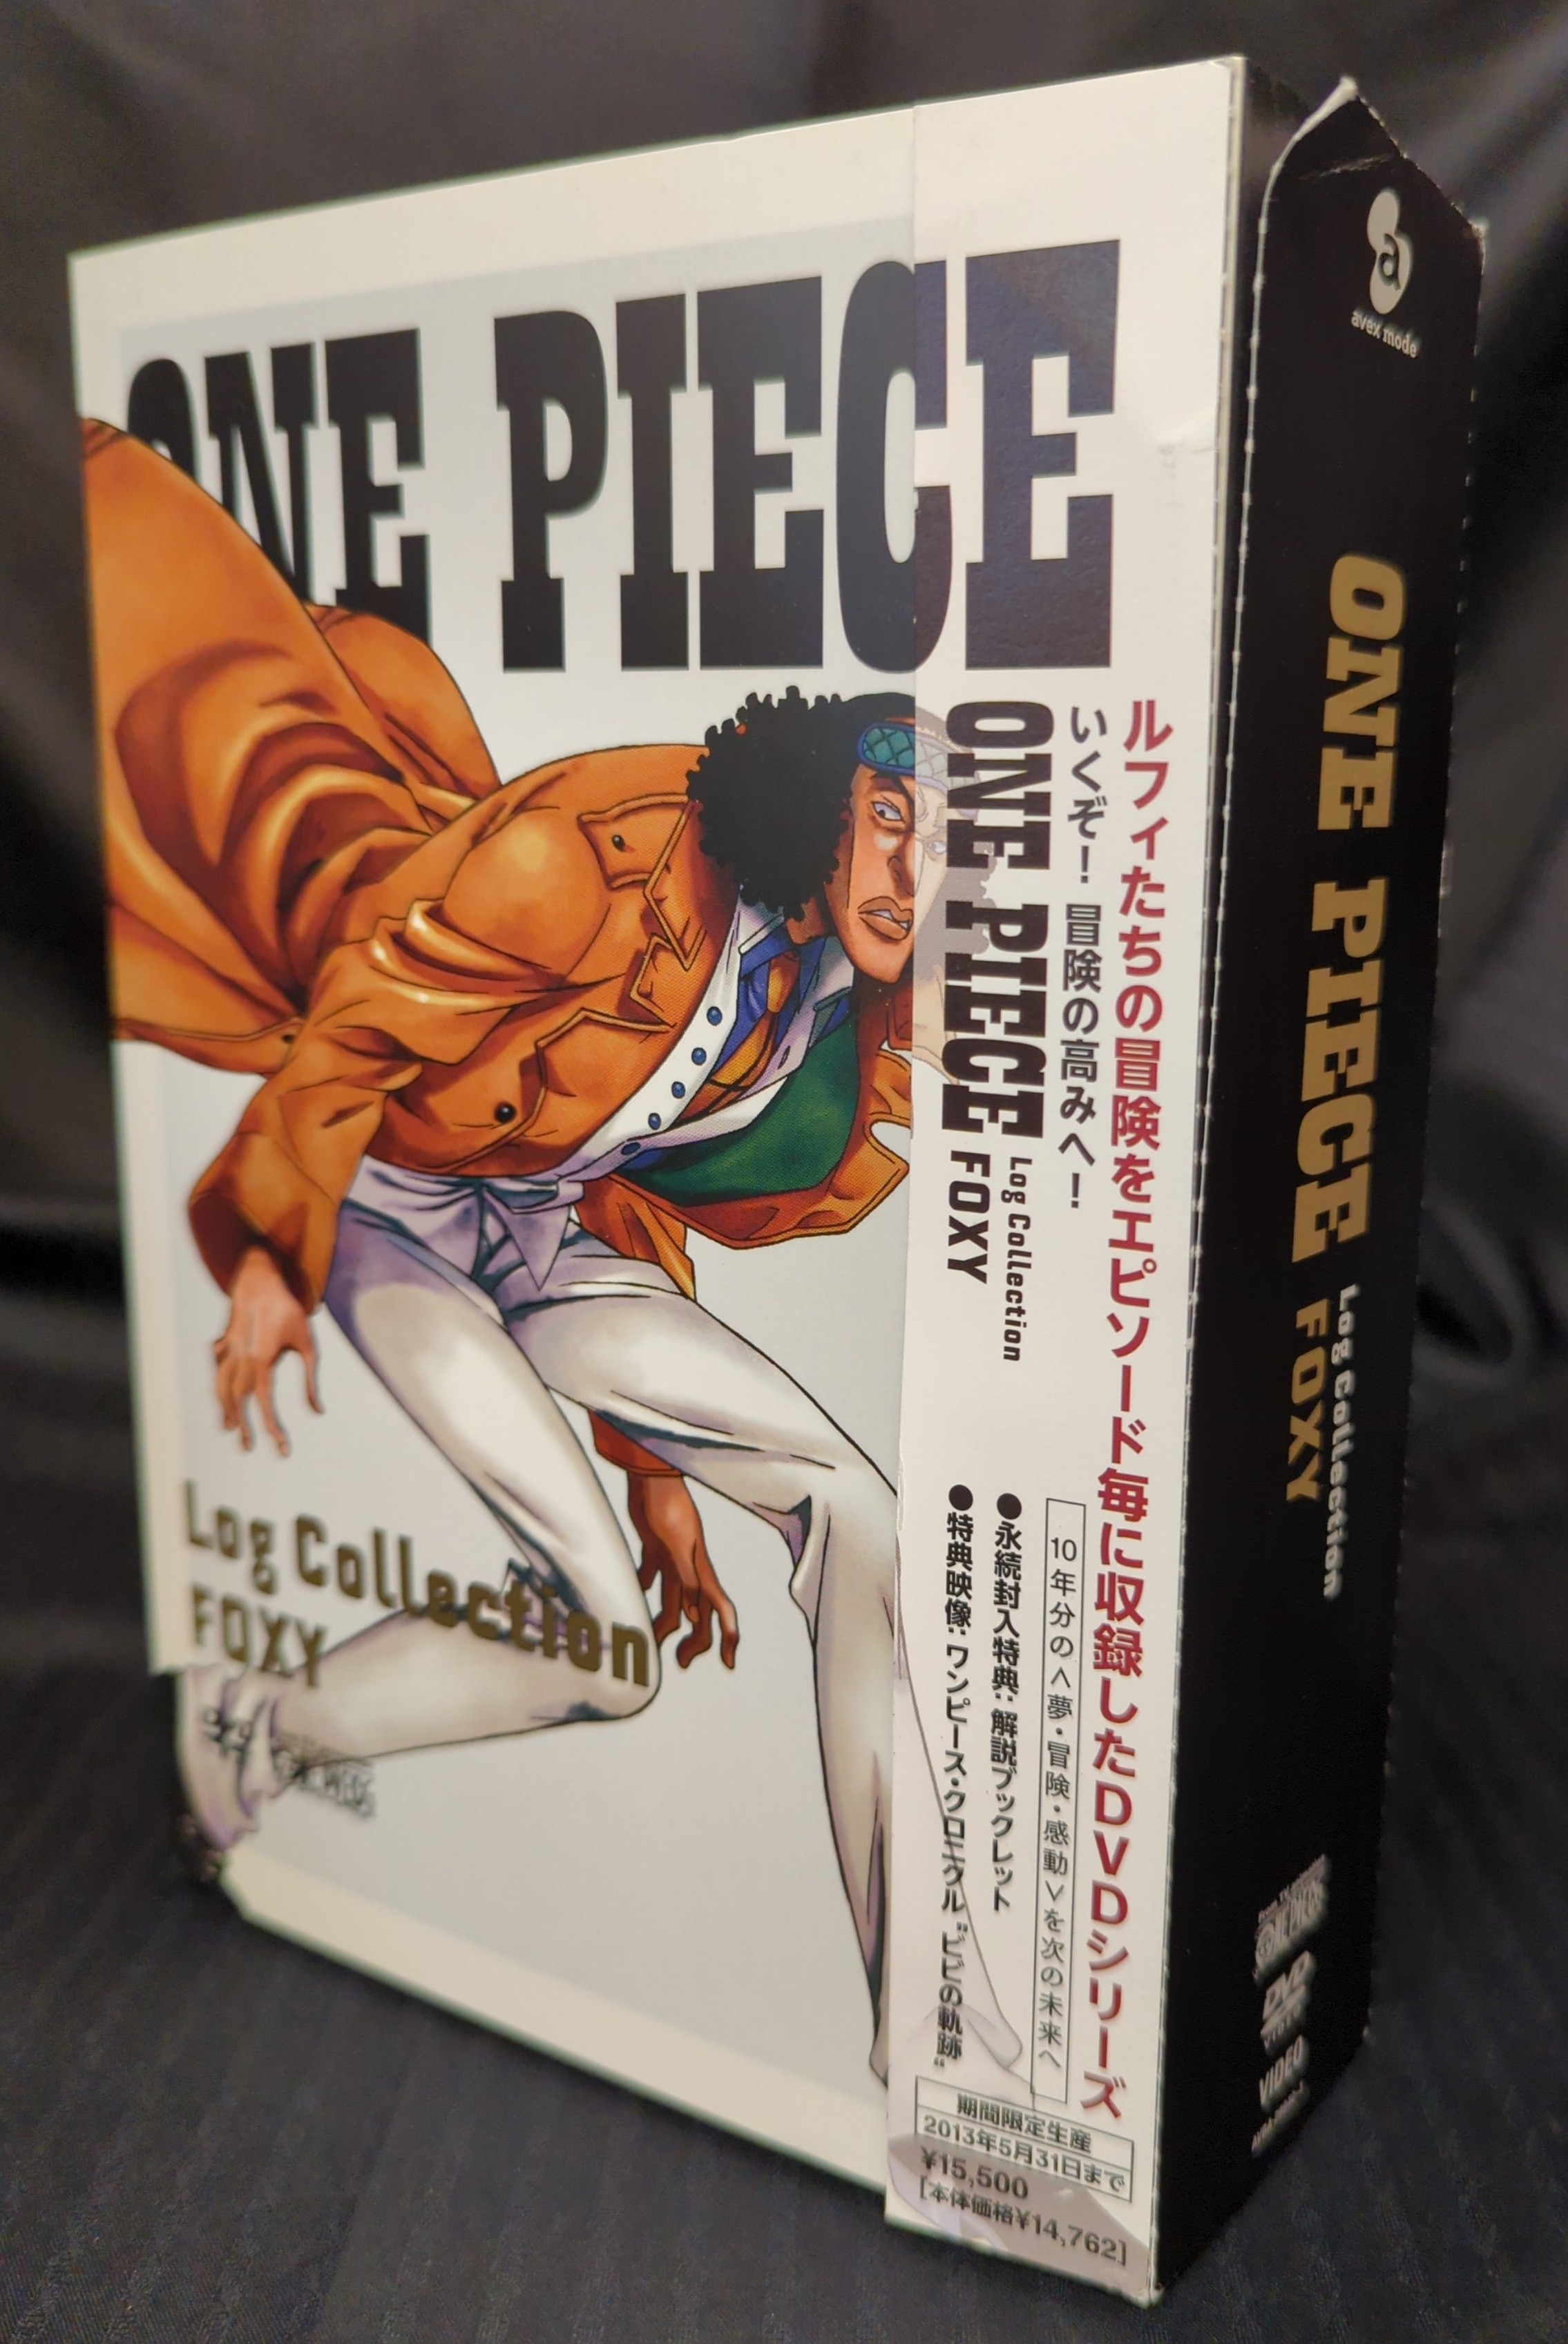 ONE PIECE
Log Collection
FOXY
ルフィたちの冒険をエピソード毎に収録したDVDシリーズ
いくぞ！ 冒険の高みへ！
ONE PIECE
Log Collection
FOXY
10年分の＜夢・冒険・感動＞を次の未来へ
●永続封入特典：解説ブックレット
●特典映像：ワンピース・クロニクル“ビビの軌跡”
期間限定生産
2013年5月31日まで
¥15,500
[本体価格¥14,762]
a
avex mode
ONE PIECE
Log Collection
FOXY
DVD
VIDEO